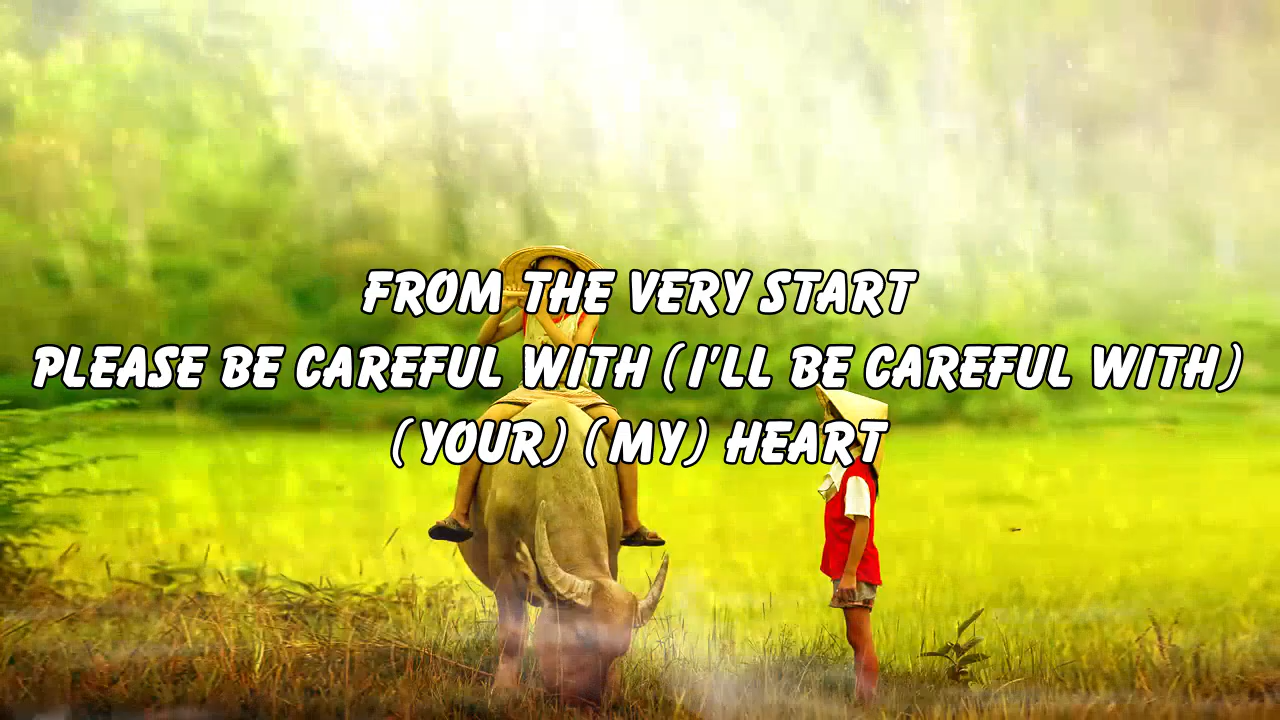 FROM THE VERY START
PLEASE BE CAREFUL WITH (I'LL BE CAREFUL WITH)
(YOUR) (MY) HEART